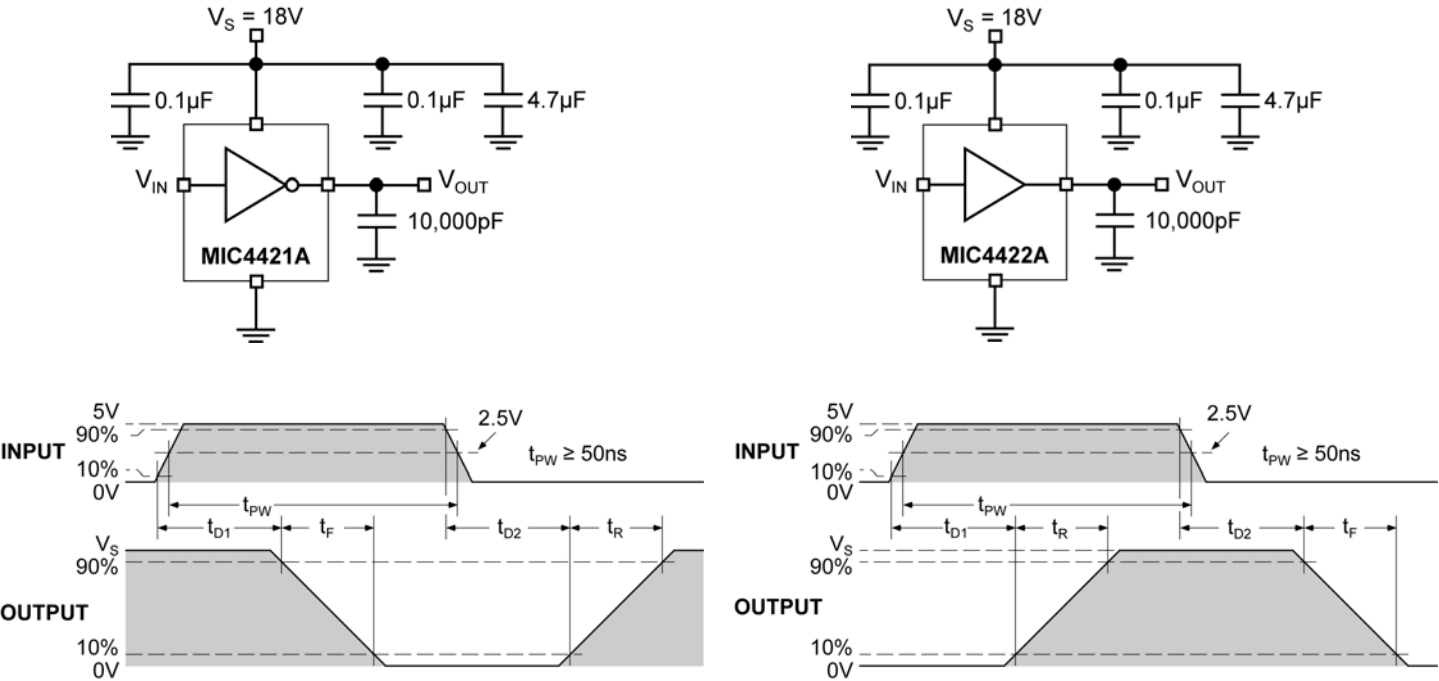 V_S = 18V
0.1µF
0.1µF
4.7µF
V_IN
V_OUT
10,000pF
MIC4421A
V_S = 18V
0.1µF
0.1µF
4.7µF
V_IN
V_OUT
10,000pF
MIC4422A
INPUT
5V
90%
10%
0V
2.5V
t_PW ≥ 50ns
t_PW
t_D1
t_F
t_D2
t_R
OUTPUT
V_S
90%
10%
0V
INPUT
5V
90%
10%
0V
2.5V
t_PW ≥ 50ns
t_PW
t_D1
t_R
t_D2
t_F
OUTPUT
V_S
90%
10%
0V